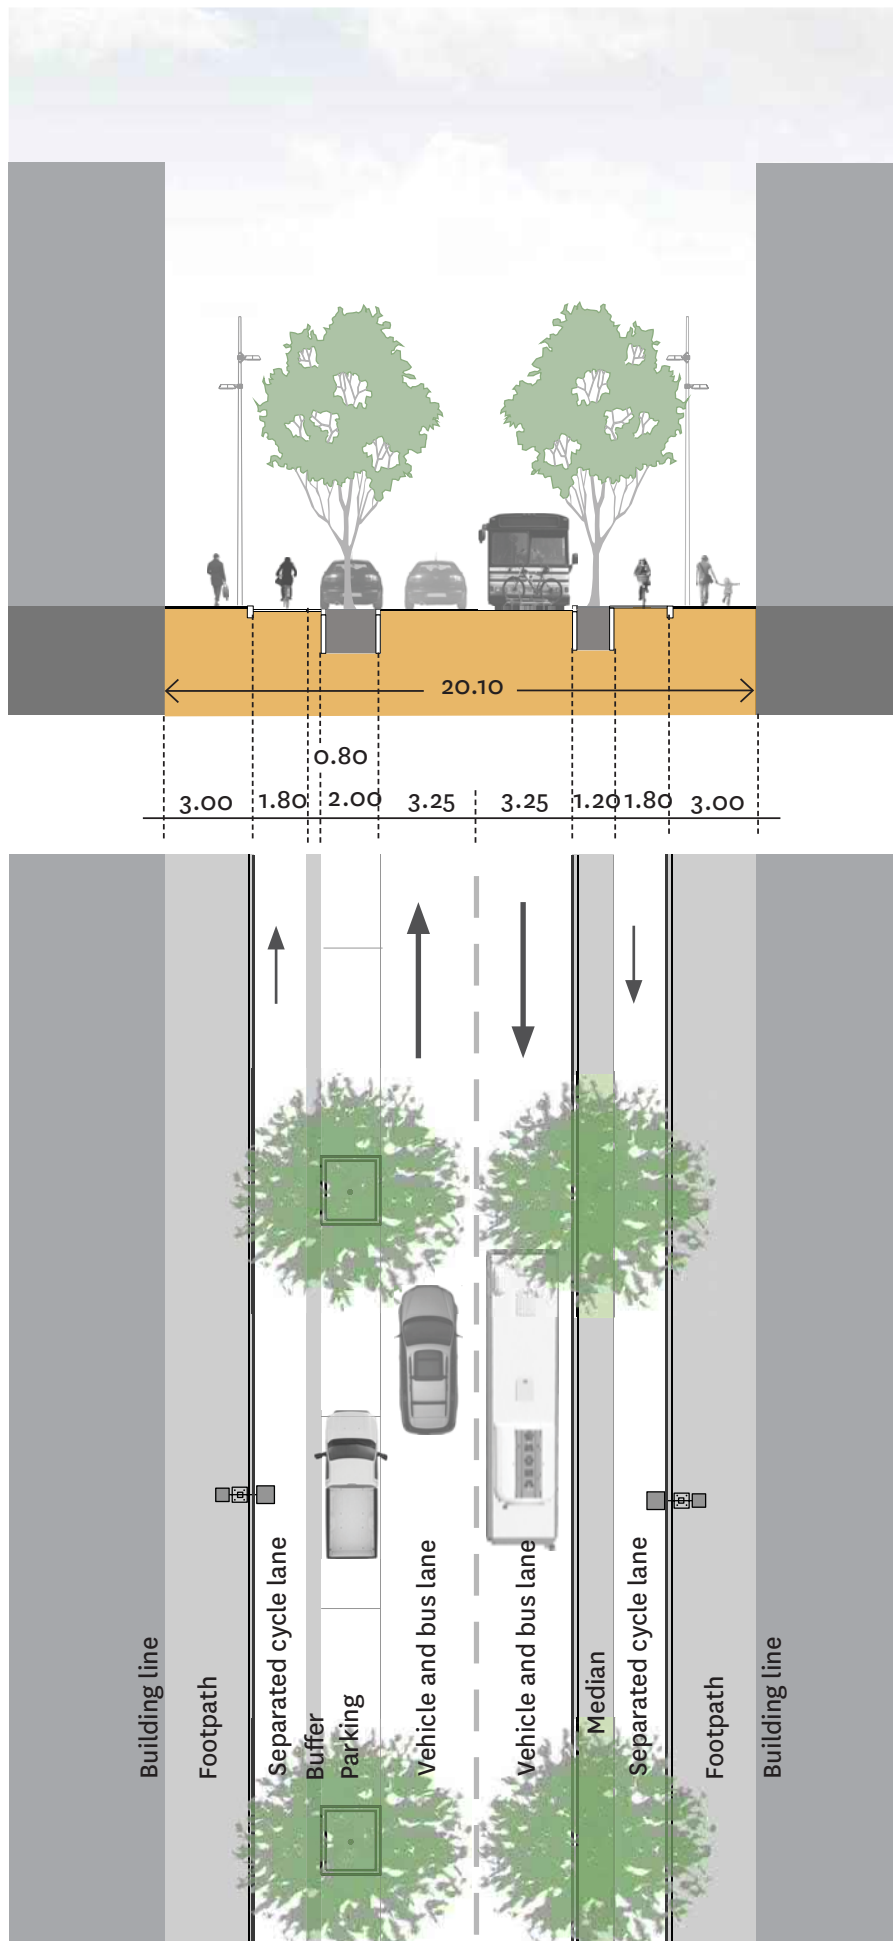 20.10
0.80
3.00 1.80 2.00 3.25 3.25 1.20 1.80 3.00
Building line
Footpath
Separated cycle lane
Buffer
Parking
Vehicle and bus lane
Vehicle and bus lane
Median
Separated cycle lane
Footpath
Building line